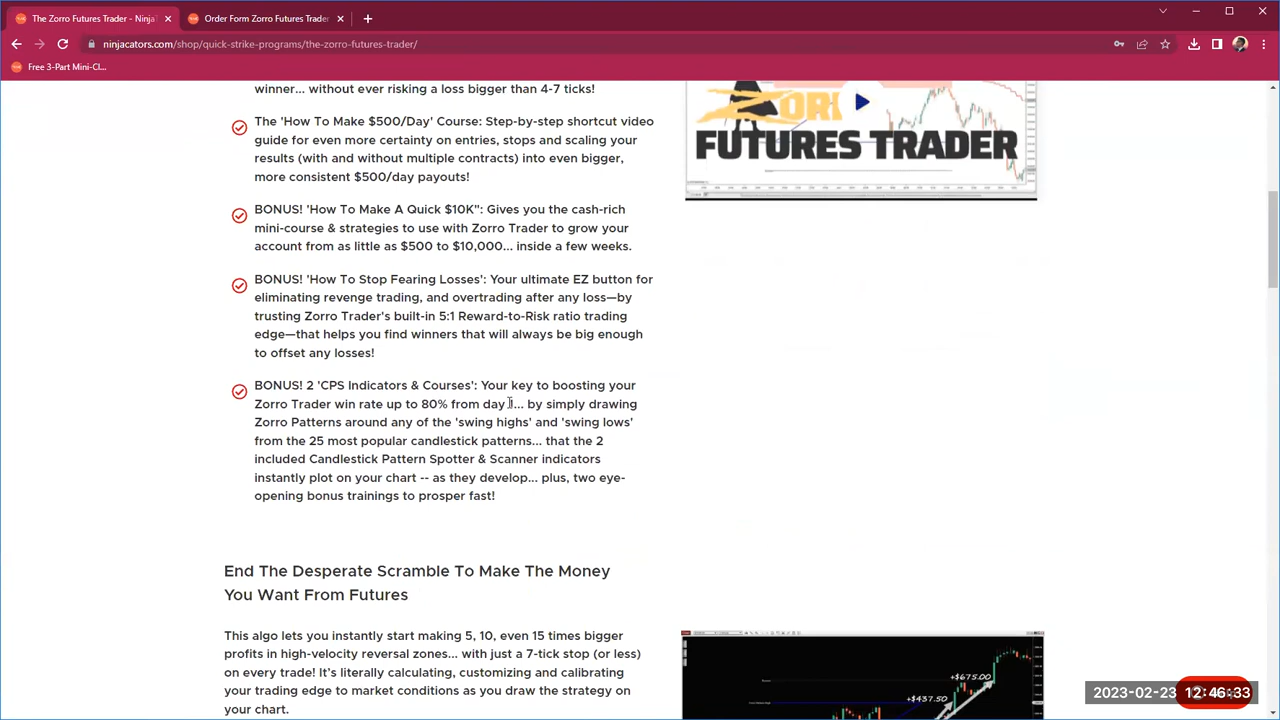 The Zorro Futures Trader - Ninja
Order Form Zorro Futures Trader
ninjacators.com/shop/quick-strike-programs/the-zorro-futures-trader/
Free 3-Part Mini-Cl...
winner... without ever risking a loss bigger than 4-7 ticks!
The 'How To Make $500/Day' Course: Step-by-step shortcut video
guide for even more certainty on entries, stops and scaling your
results (with and without multiple contracts) into even bigger,
more consistent $500/day payouts!
BONUS! 'How To Make A Quick $10K": Gives you the cash-rich
mini-course & strategies to use with Zorro Trader to grow your
account from as little as $500 to $10,000... inside a few weeks.
BONUS! 'How To Stop Fearing Losses': Your ultimate EZ button for
eliminating revenge trading, and overtrading after any loss—by
trusting Zorro Trader's built-in 5:1 Reward-to-Risk ratio trading
edge—that helps you find winners that will always be big enough
to offset any losses!
BONUS! 2 'CPS Indicators & Courses': Your key to boosting your
Zorro Trader win rate up to 80% from day 1... by simply drawing
Zorro Patterns around any of the 'swing highs' and 'swing lows'
from the 25 most popular candlestick patterns... that the 2
included Candlestick Pattern Spotter & Scanner indicators
instantly plot on your chart -- as they develop... plus, two eye-
opening bonus trainings to prosper fast!
FUTURES TRADER
End The Desperate Scramble To Make The Money
You Want From Futures
This algo lets you instantly start making 5, 10, even 15 times bigger
profits in high-velocity reversal zones... with just a 7-tick stop (or less)
on every trade! It's literally calculating, customizing and calibrating
your trading edge to market conditions as you draw the strategy on
your chart.
+$675.00
+$437.50
2023-02-23 12:46:33